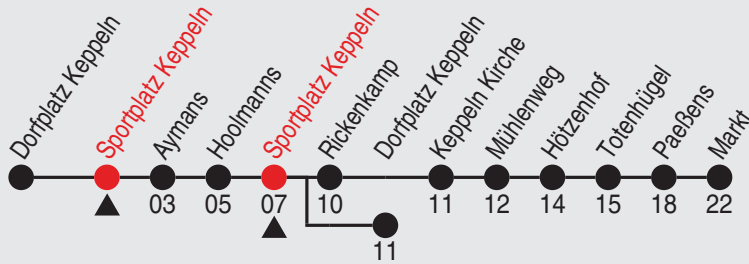 Dorfplatz Keppeln
Sportplatz Keppeln
Aymans
Hoolmanns
Sportplatz Keppeln
Rickenkamp
Dorfplatz Keppeln
Keppeln Kirche
Mühlenweg
Hötzenhof
Totenhügel
Paeßens
Markt
03 05 07 10 11 12 14 15 18 22
11